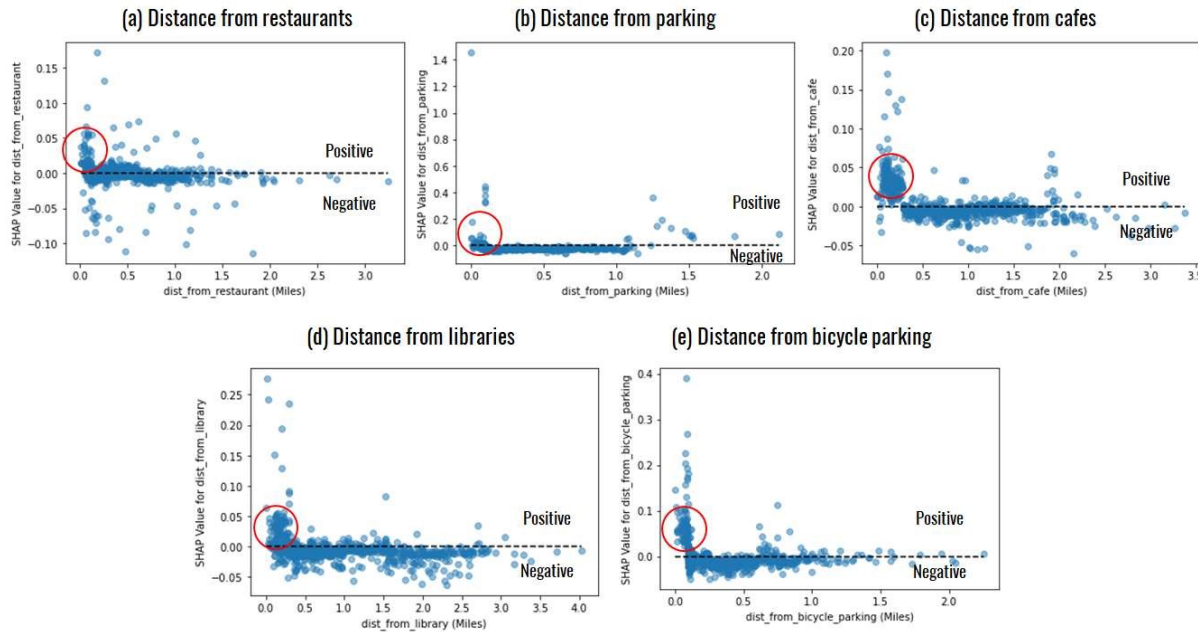 (a) Distance from restaurants
SHAP Value for dist_from_restaurant
0.15
0.10
0.05
0.00
−0.05
−0.10
Positive
Negative
0.0 0.5 1.0 1.5 2.0 2.5 3.0
dist_from_restaurant (Miles)
(b) Distance from parking
SHAP Value for dist_from_parking
1.4
1.2
1.0
0.8
0.6
0.4
0.2
0.0
Positive
Negative
0.0 0.5 1.0 1.5 2.0
dist_from_parking (Miles)
(c) Distance from cafes
SHAP Value for dist_from_cafe
0.20
0.15
0.10
0.05
0.00
−0.05
Positive
Negative
0.0 0.5 1.0 1.5 2.0 2.5 3.0 3.5
dist_from_cafe (Miles)
(d) Distance from libraries
SHAP Value for dist_from_library
0.25
0.20
0.15
0.10
0.05
0.00
−0.05
Positive
Negative
0.0 0.5 1.0 1.5 2.0 2.5 3.0 3.5 4.0
dist_from_library (Miles)
(e) Distance from bicycle parking
SHAP Value for dist_from_bicycle_parking
0.4
0.3
0.2
0.1
0.0
Positive
Negative
0.0 0.5 1.0 1.5 2.0
dist_from_bicycle_parking (Miles)